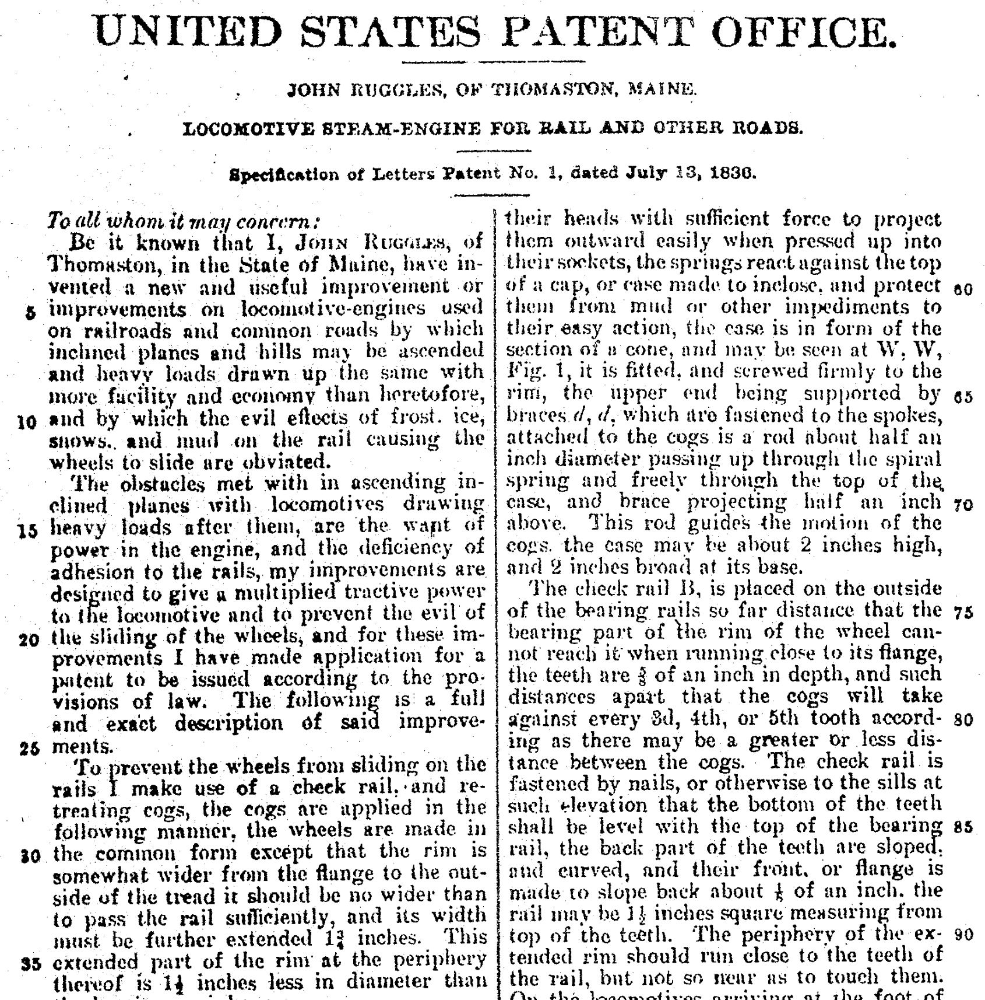 UNITED STATES PATENT OFFICE.
JOHN RUGGLES, OF THOMASTON, MAINE.
LOCOMOTIVE STEAM-ENGINE FOR RAIL AND OTHER ROADS.
Specification of Letters Patent No. 1, dated July 13, 1836.
To all whom it may concern:
Be it known that I, JOHN RUGGLES, of
Thomaston, in the State of Maine, have in-
vented a new and useful improvement or
5 improvements on locomotive-engines used
on railroads and common roads by which
inclined planes and hills may be ascended
and heavy loads drawn up the same with
more facility and economy than heretofore,
10 and by which the evil effects of frost, ice,
snows, and mud on the rail causing the
wheels to slide are obviated.
The obstacles met with in ascending in-
clined planes with locomotives drawing
15 heavy loads after them, are the want of
power in the engine, and the deficiency of
adhesion to the rails, my improvements are
designed to give a multiplied tractive power
to the locomotive and to prevent the evil of
20 the sliding of the wheels, and for these im-
provements I have made application for a
patent to be issued according to the pro-
visions of law. The following is a full
and exact description of said improve-
25 ments.
To prevent the wheels from sliding on the
rails I make use of a check rail, and re-
treating cogs, the cogs are applied in the
following manner, the wheels are made in
30 the common form except that the rim is
somewhat wider from the flange to the out-
side of the tread it should be no wider than
to pass the rail sufficiently, and its width
must be further extended 1¾ inches. This
35 extended part of the rim at the periphery
thereof is 1½ inches less in diameter than
their heads with sufficient force to project
them outward easily when pressed up into
their sockets, the springs react against the top
of a cap, or case made to inclose, and protect 60
them from mud or other impediments to
their easy action, the case is in form of the
section of a cone, and may be seen at W, W,
Fig. 1, it is fitted, and screwed firmly to the
rim, the upper end being supported by 65
braces d, d, which are fastened to the spokes,
attached to the cogs is a rod about half an
inch diameter passing up through the spiral
spring and freely through the top of the
case, and brace projecting half an inch 70
above. This rod guides the motion of the
cogs, the case may be about 2 inches high,
and 2 inches broad at its base.
The check rail B, is placed on the outside
of the bearing rails so far distance that the 75
bearing part of the rim of the wheel can-
not reach it when running close to its flange,
the teeth are of an inch in depth, and such
distances apart that the cogs will take
against every 3d, 4th, or 5th tooth accord- 80
ing as there may be a greater or less dis-
tance between the cogs. The check rail is
fastened by nails, or otherwise to the sills at
such elevation that the bottom of the teeth
shall be level with the top of the bearing 85
rail, the back part of the teeth are sloped,
and curved, and their front, or flange is
made to slope back about of an inch. the
rail may be 1½ inches square measuring from
top of the teeth. The periphery of the ex- 90
tended rim should run close to the teeth of
the rail, but not so near as to touch them.
On the locomotives arriving at the foot of